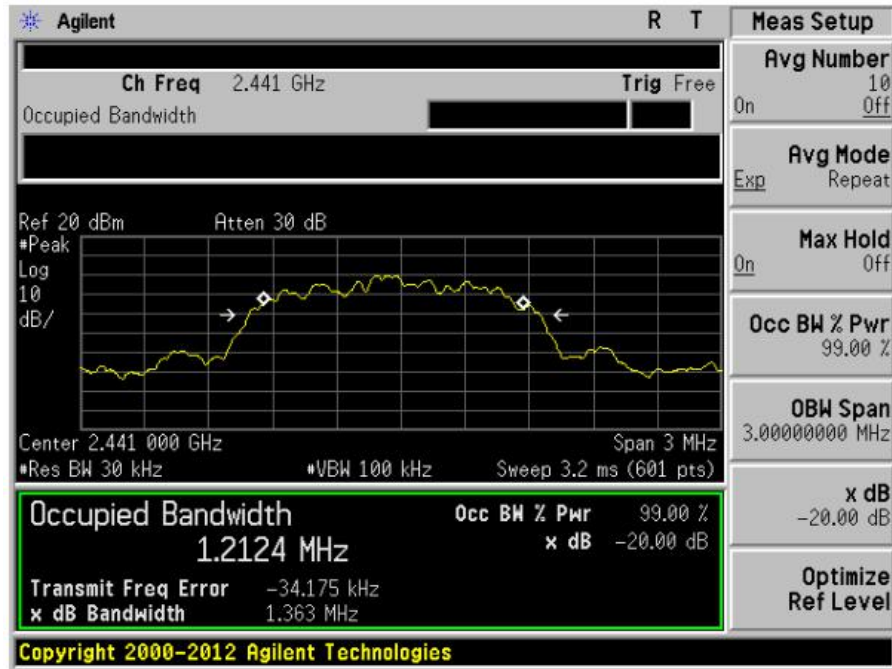 Agilent R T
Ch Freq 2.441 GHz Trig Free
Occupied Bandwidth
Ref 20 dBm Atten 30 dB
#Peak
Log
10
dB/
Center 2.441 000 GHz Span 3 MHz
#Res BW 30 kHz #VBW 100 kHz Sweep 3.2 ms (601 pts)
Occupied Bandwidth Occ BW % Pwr 99.00 %
1.2124 MHz x dB -20.00 dB
Transmit Freq Error -34.175 kHz
x dB Bandwidth 1.363 MHz
Copyright 2000-2012 Agilent Technologies
Meas Setup
Avg Number
10
On Off
Avg Mode
Exp Repeat
Max Hold
On Off
Occ BW % Pwr
99.00 %
OBW Span
3.00000000 MHz
x dB
-20.00 dB
Optimize
Ref Level